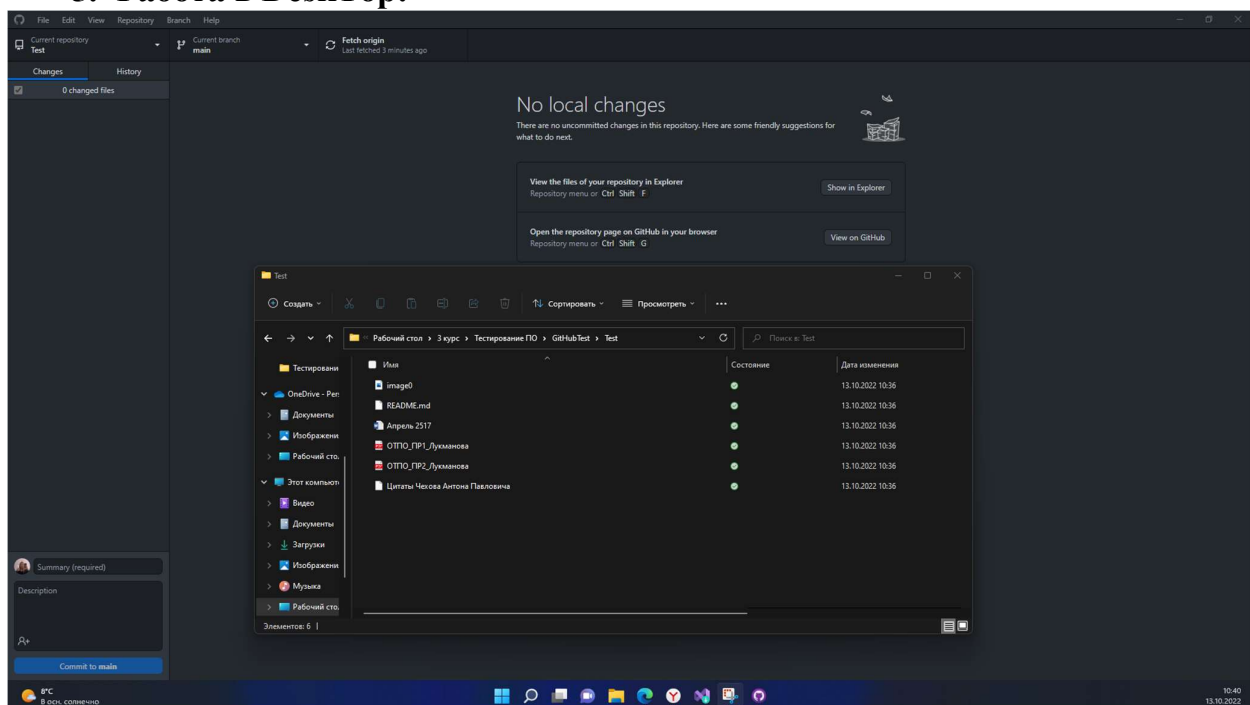 File Edit View Repository Branch Help
Current repository
Test
Current branch
main
Fetch origin
Last fetched 3 minutes ago
Changes History
0 changed files
No local changes
There are no uncommitted changes in this repository. Here are some friendly suggestions for
what to do next.
View the files of your repository in Explorer
Repository menu or Ctrl Shift F
Show in Explorer
Open the repository page on GitHub in your browser
Repository menu or Ctrl Shift G
View on GitHub
Test
Создать
Сортировать
Просмотреть
Рабочий стол › 3 курс › Тестирование ПО › GitHubTest › Test
Поиск в: Test
Имя Состояние Дата изменения
image0 13.10.2022 10:36
README.md 13.10.2022 10:36
Апрель 2517 13.10.2022 10:36
ОТПО_ПР1_Лукманова 13.10.2022 10:36
ОТПО_ПР2_Лукманова 13.10.2022 10:36
Цитаты Чехова Антона Павловича 13.10.2022 10:36
Тестировани
OneDrive - Per
Документы
Изображени
Рабочий сто
Этот компьюте
Видео
Документы
Загрузки
Изображени
Музыка
Рабочий сто
Элементов: 6
Summary (required)
Description
Commit to main
8°C
В осн. солнечно
10:40
13.10.2022